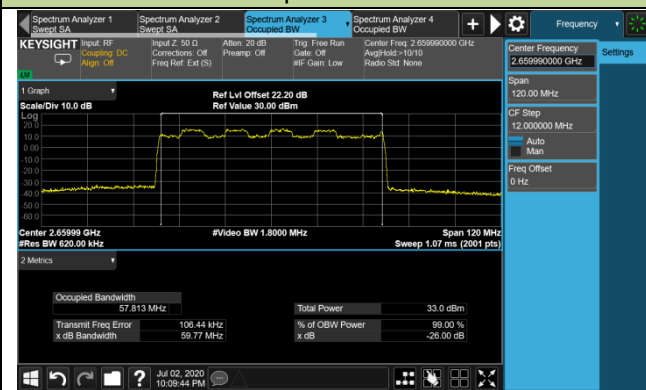 Spectrum Analyzer 1
Swept SA
Spectrum Analyzer 2
Swept SA
Spectrum Analyzer 3
Occupied BW
Spectrum Analyzer 4
Occupied BW
Frequency
KEYSIGHT
Input: RF
Coupling: DC
Align: Off
Input Z: 50 Ω
Corrections: Off
Freq Ref: Ext (S)
Atten: 20 dB
Preamp: Off
Trig: Free Run
Gate: Off
#IF Gain: Low
Center Freq: 2.659990000 GHz
Avg|Hold:>10/10
Radio Std: None
LXI
Center Frequency
2.659990000 GHz
Settings
Span
120.00 MHz
CF Step
12.000000 MHz
Auto
Man
Freq Offset
0 Hz
1 Graph
Scale/Div 10.0 dB
Ref Lvl Offset 22.20 dB
Ref Value 30.00 dBm
Log
20.0
10.0
0.00
-10.0
-20.0
-30.0
-40.0
-50.0
-60.0
Center 2.65999 GHz
#Res BW 620.00 kHz
#Video BW 1.8000 MHz
Span 120 MHz
Sweep 1.07 ms (2001 pts)
2 Metrics
Occupied Bandwidth
57.813 MHz
Total Power 33.0 dBm
Transmit Freq Error 106.44 kHz
% of OBW Power 99.00 %
x dB Bandwidth 59.77 MHz
x dB -26.00 dB
?
Jul 02, 2020
10:09:44 PM